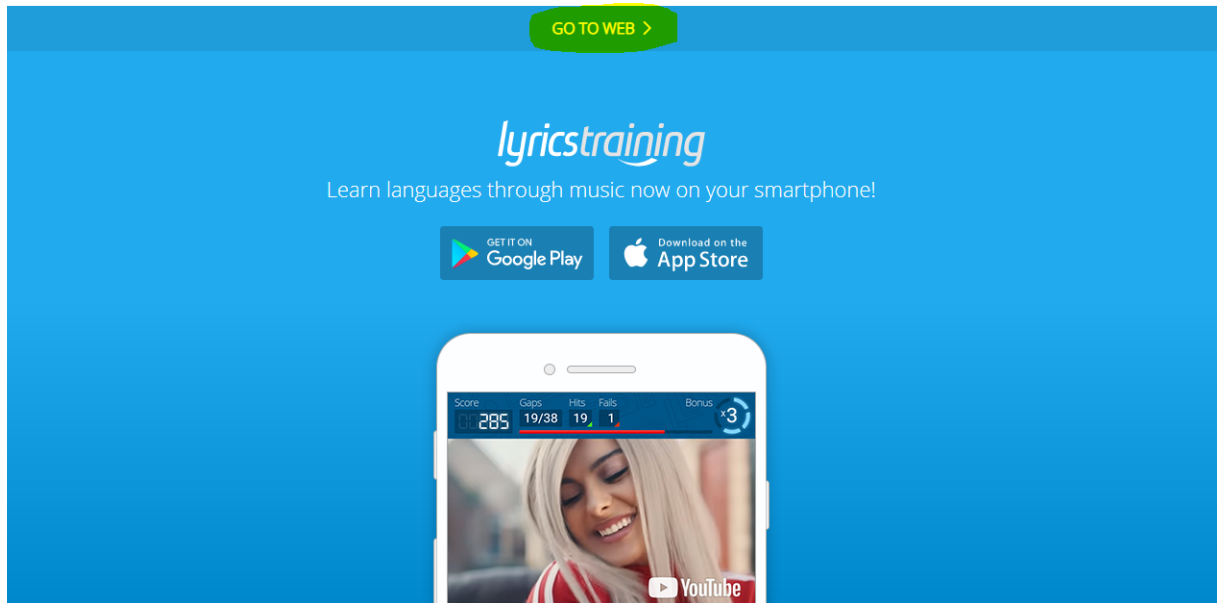 GO TO WEB >
lyricstraining
Learn languages through music now on your smartphone!
GET IT ON
Google Play
Download on the
App Store
Score Gaps Hits Fails Bonus
285 19/38 19 1 x3
YouTube